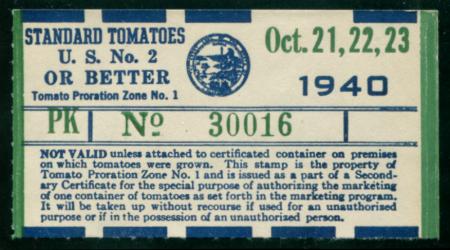 STANDARD TOMATOES
U. S. No. 2
OR BETTER
Tomato Proration Zone No. 1
Oct. 21, 22, 23
1940
PK No 30016
NOT VALID unless attached to certificated container on premises
on which tomatoes were grown. This stamp is the property of
Tomato Proration Zone No. 1 and is issued as a part of a Second-
ary Certificate for the special purpose of authorizing the marketing
of one container of tomatoes as set forth in the marketing program.
It will be taken up without recourse if used for an unauthorized
purpose or if in the possession of an unauthorized person.